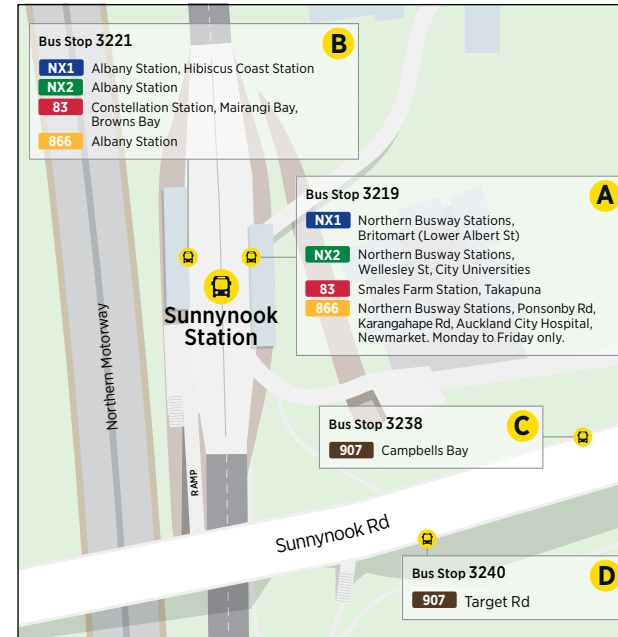 Bus Stop 3221
B
NX1 Albany Station, Hibiscus Coast Station
NX2 Albany Station
83 Constellation Station, Mairangi Bay,
Browns Bay
866 Albany Station
Bus Stop 3219
A
NX1 Northern Busway Stations,
Britomart (Lower Albert St)
NX2 Northern Busway Stations,
Wellesley St, City Universities
83 Smales Farm Station, Takapuna
866 Northern Busway Stations, Ponsonby Rd,
Karangahape Rd, Auckland City Hospital,
Newmarket. Monday to Friday only.
Sunnynook
Station
Northern Motorway
Bus Stop 3238
C
907 Campbells Bay
RAMP
Sunnynook Rd
Bus Stop 3240
D
907 Target Rd